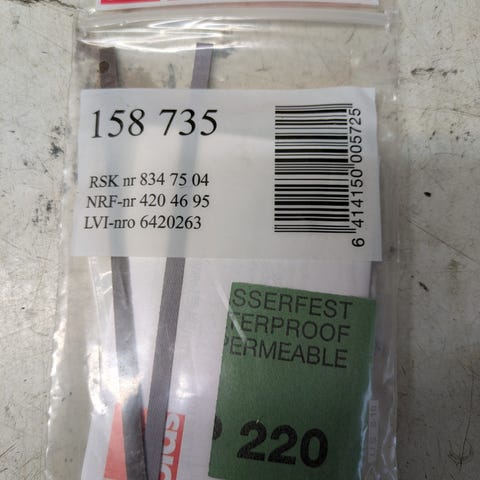 158 735
RSK nr 834 75 04
NRF-nr 420 46 95
LVI-nro 6420263
6 414150 005725
SSERFEST
TERPROOF
PERMEABLE
P 220